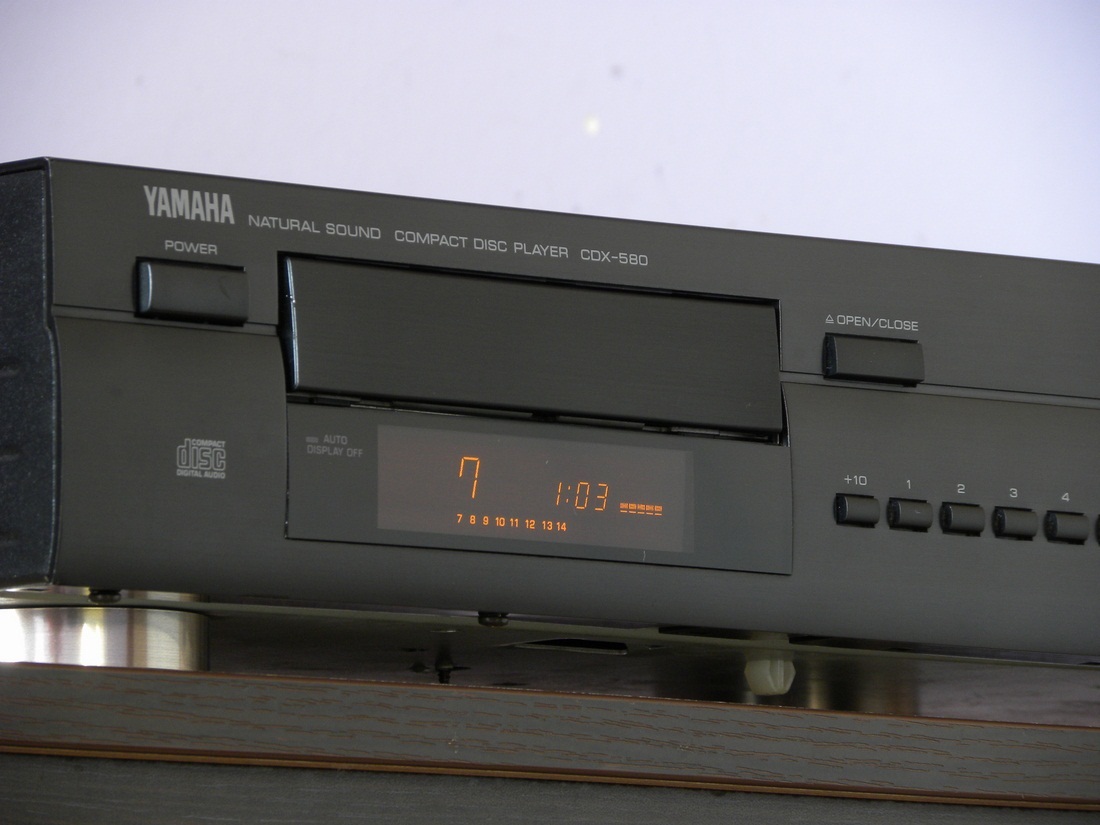 YAMAHA NATURAL SOUND COMPACT DISC PLAYER CDX-580
POWER
≜ OPEN/CLOSE
AUTO
DISPLAY OFF
COMPACT
disc
DIGITAL AUDIO
7 1:03
7 8 9 10 11 12 13 14
+10 1 2 3 4